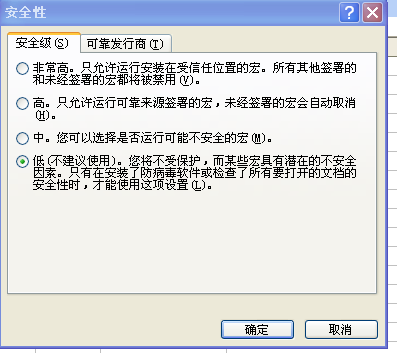 安全性
安全级(S) 可靠发行商(T)
非常高。只允许运行安装在受信任位置的宏。所有其他签署的
和未经签署的宏都将被禁用(V)。
高。只允许运行可靠来源签署的宏，未经签署的宏会自动取消
(H)。
中。您可以选择是否运行可能不安全的宏(M)。
低(不建议使用)。您将不受保护，而某些宏具有潜在的不安全
因素。只有在安装了防病毒软件或检查了所有要打开的文档的
安全性时，才能使用这项设置(L)。
确定 取消